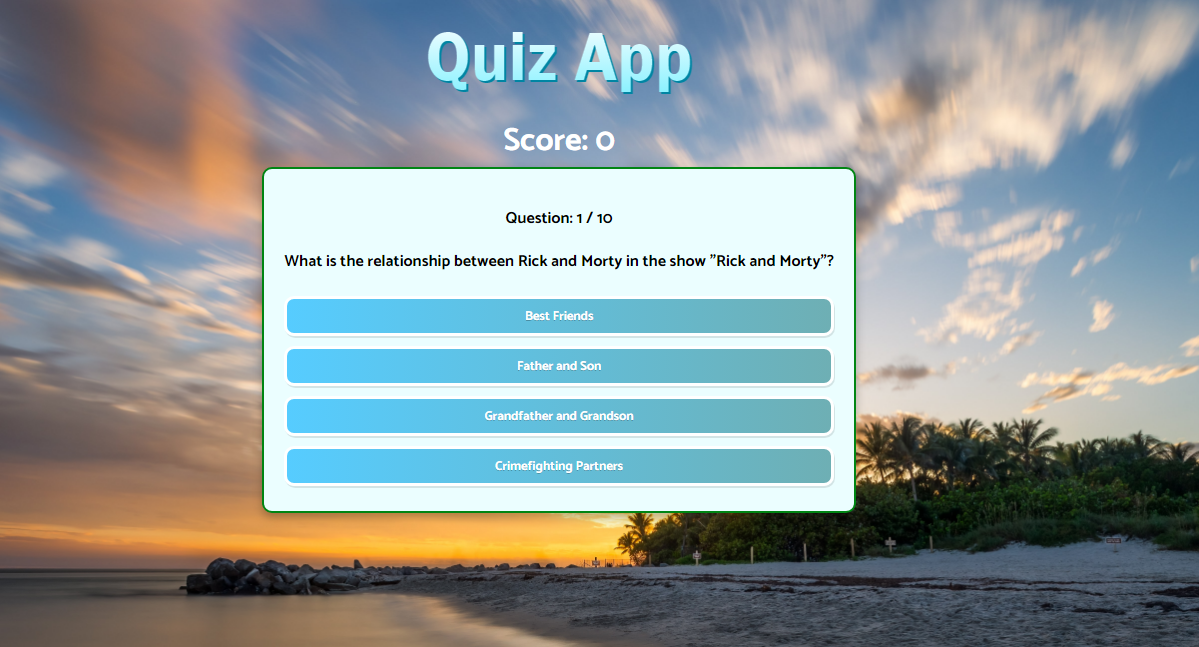 Quiz App
Score: 0
Question: 1 / 10
What is the relationship between Rick and Morty in the show ”Rick and Morty”?
Best Friends
Father and Son
Grandfather and Grandson
Crimefighting Partners